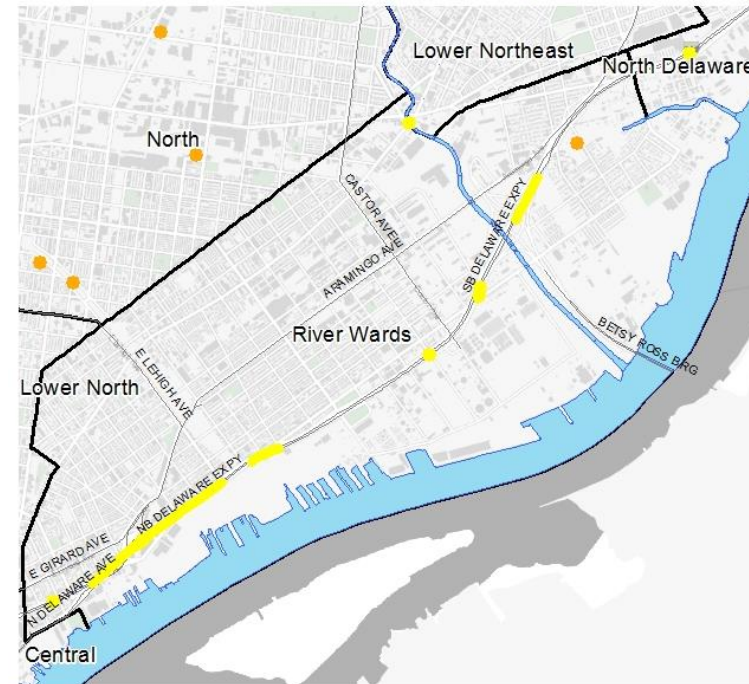 Lower Northeast
North Delaware
North
CASTOR AVE
SB DELAWARE EXPY
ARAMINGO AVE
River Wards
BETSY ROSS BRG
E LEHIGH AVE
Lower North
NB DELAWARE EXPY
E GIRARD AVE
N DELAWARE AVE
Central